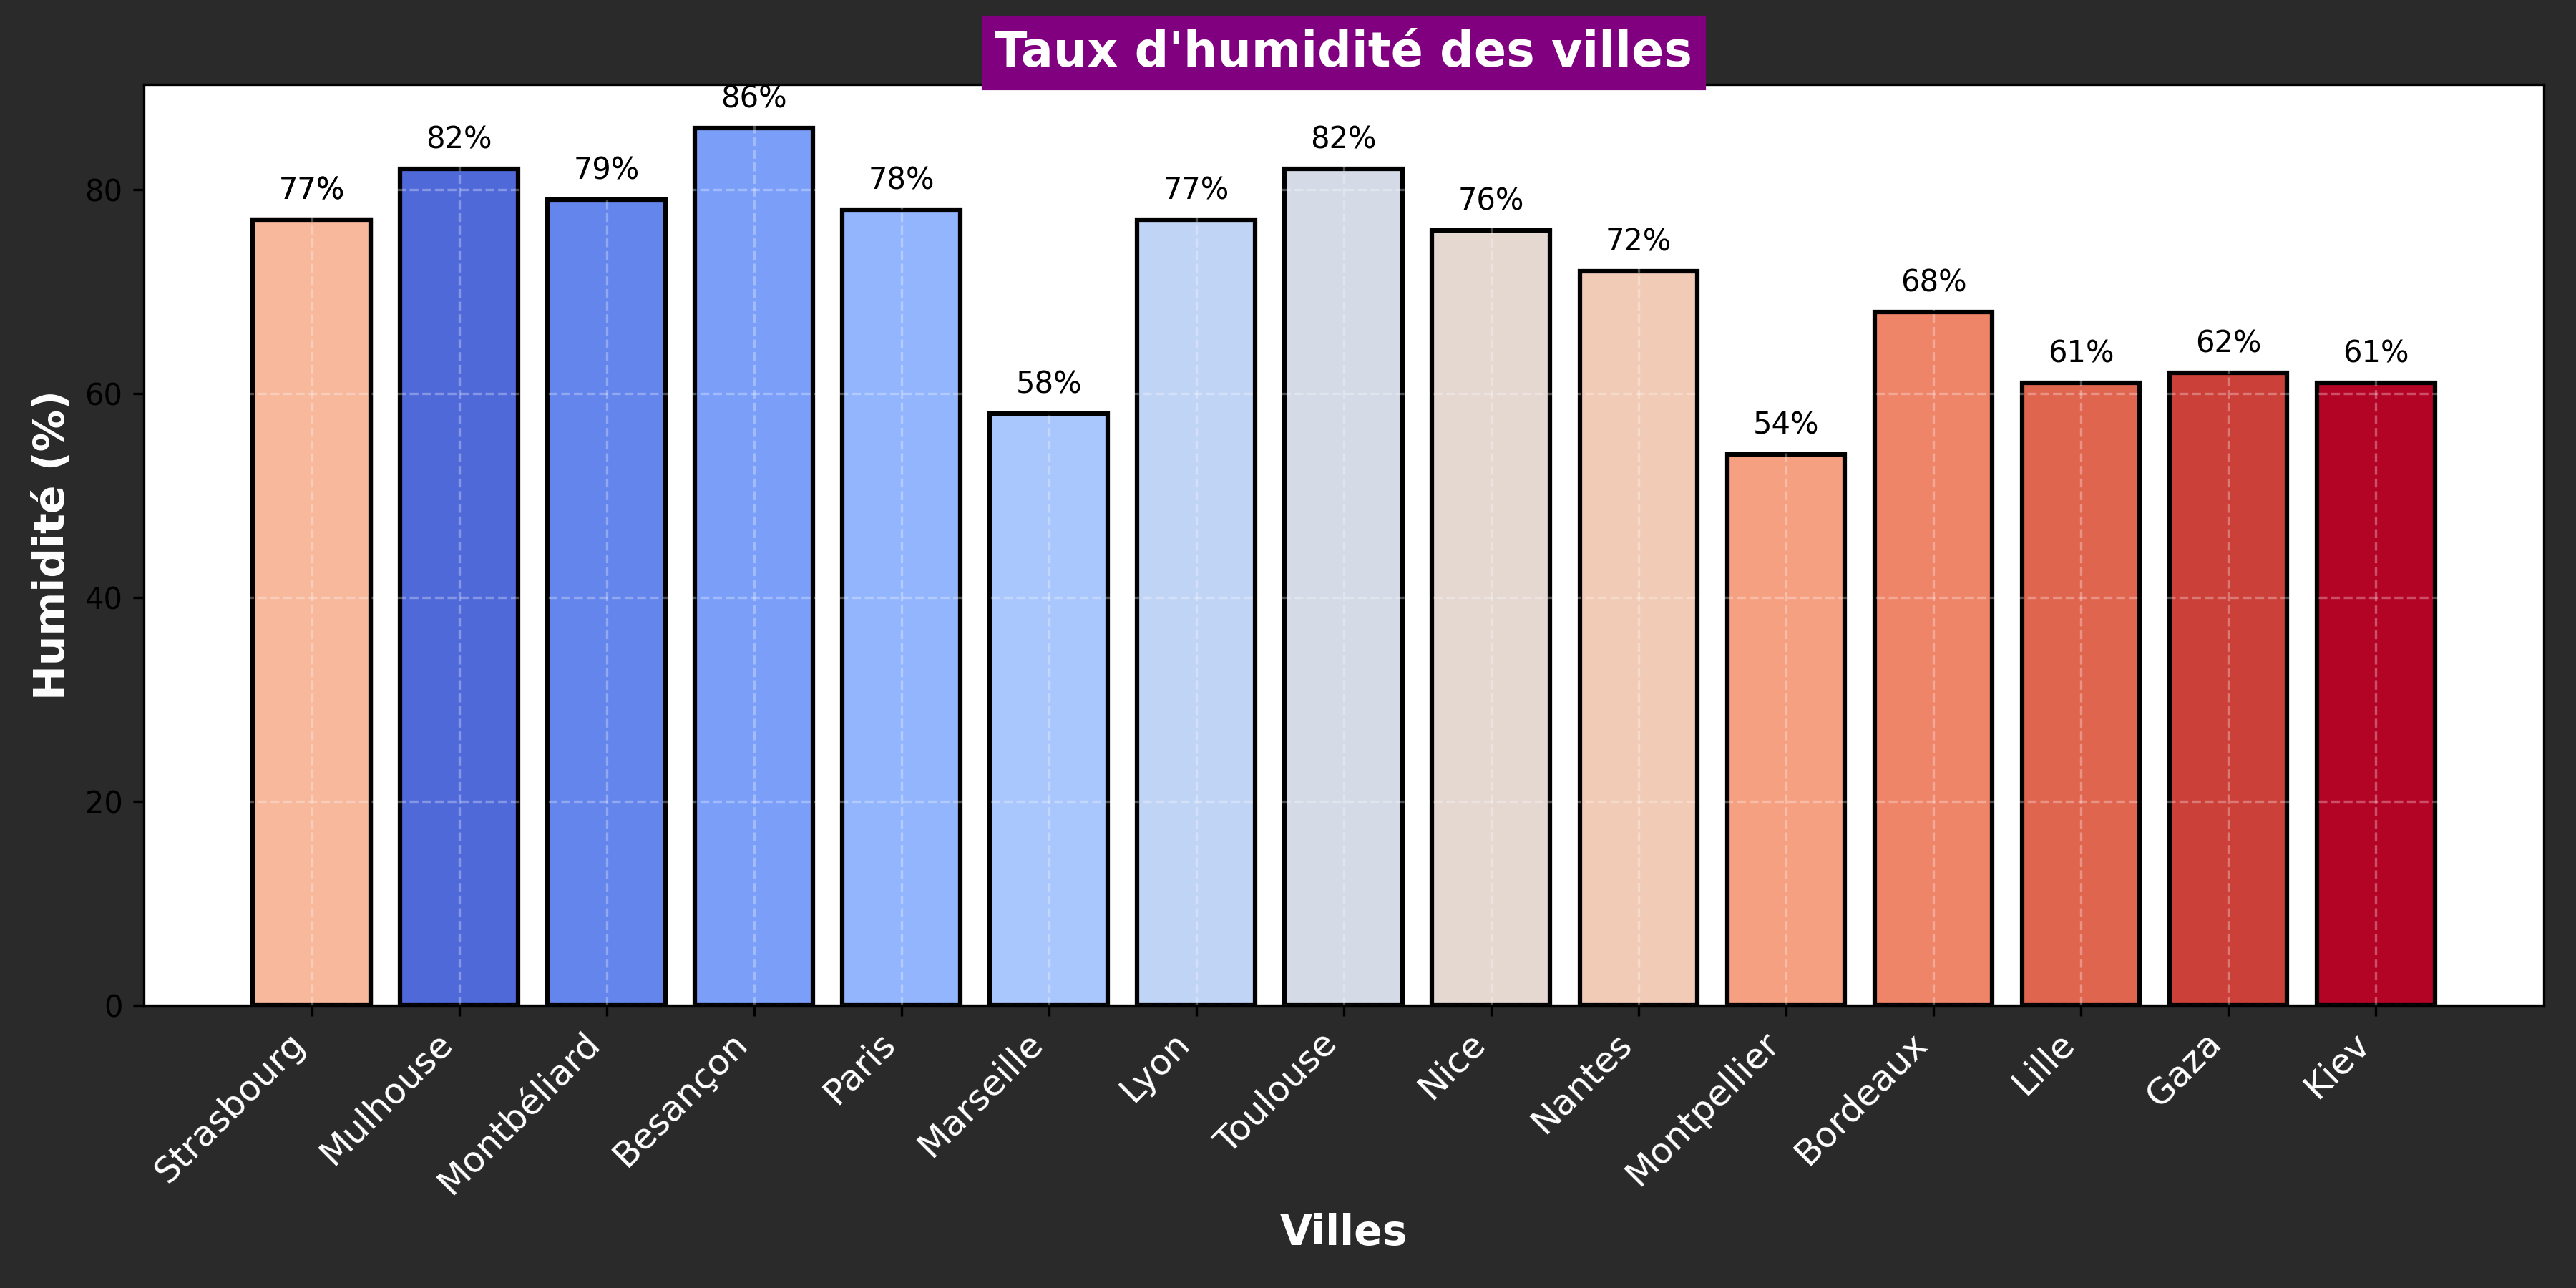 Taux d'humidité des villes
Humidité (%)
80
60
40
20
0
77%
82%
79%
86%
78%
58%
77%
82%
76%
72%
54%
68%
61%
62%
61%
Strasbourg
Mulhouse
Montbéliard
Besançon
Paris
Marseille
Lyon
Toulouse
Nice
Nantes
Montpellier
Bordeaux
Lille
Gaza
Kiev
Villes